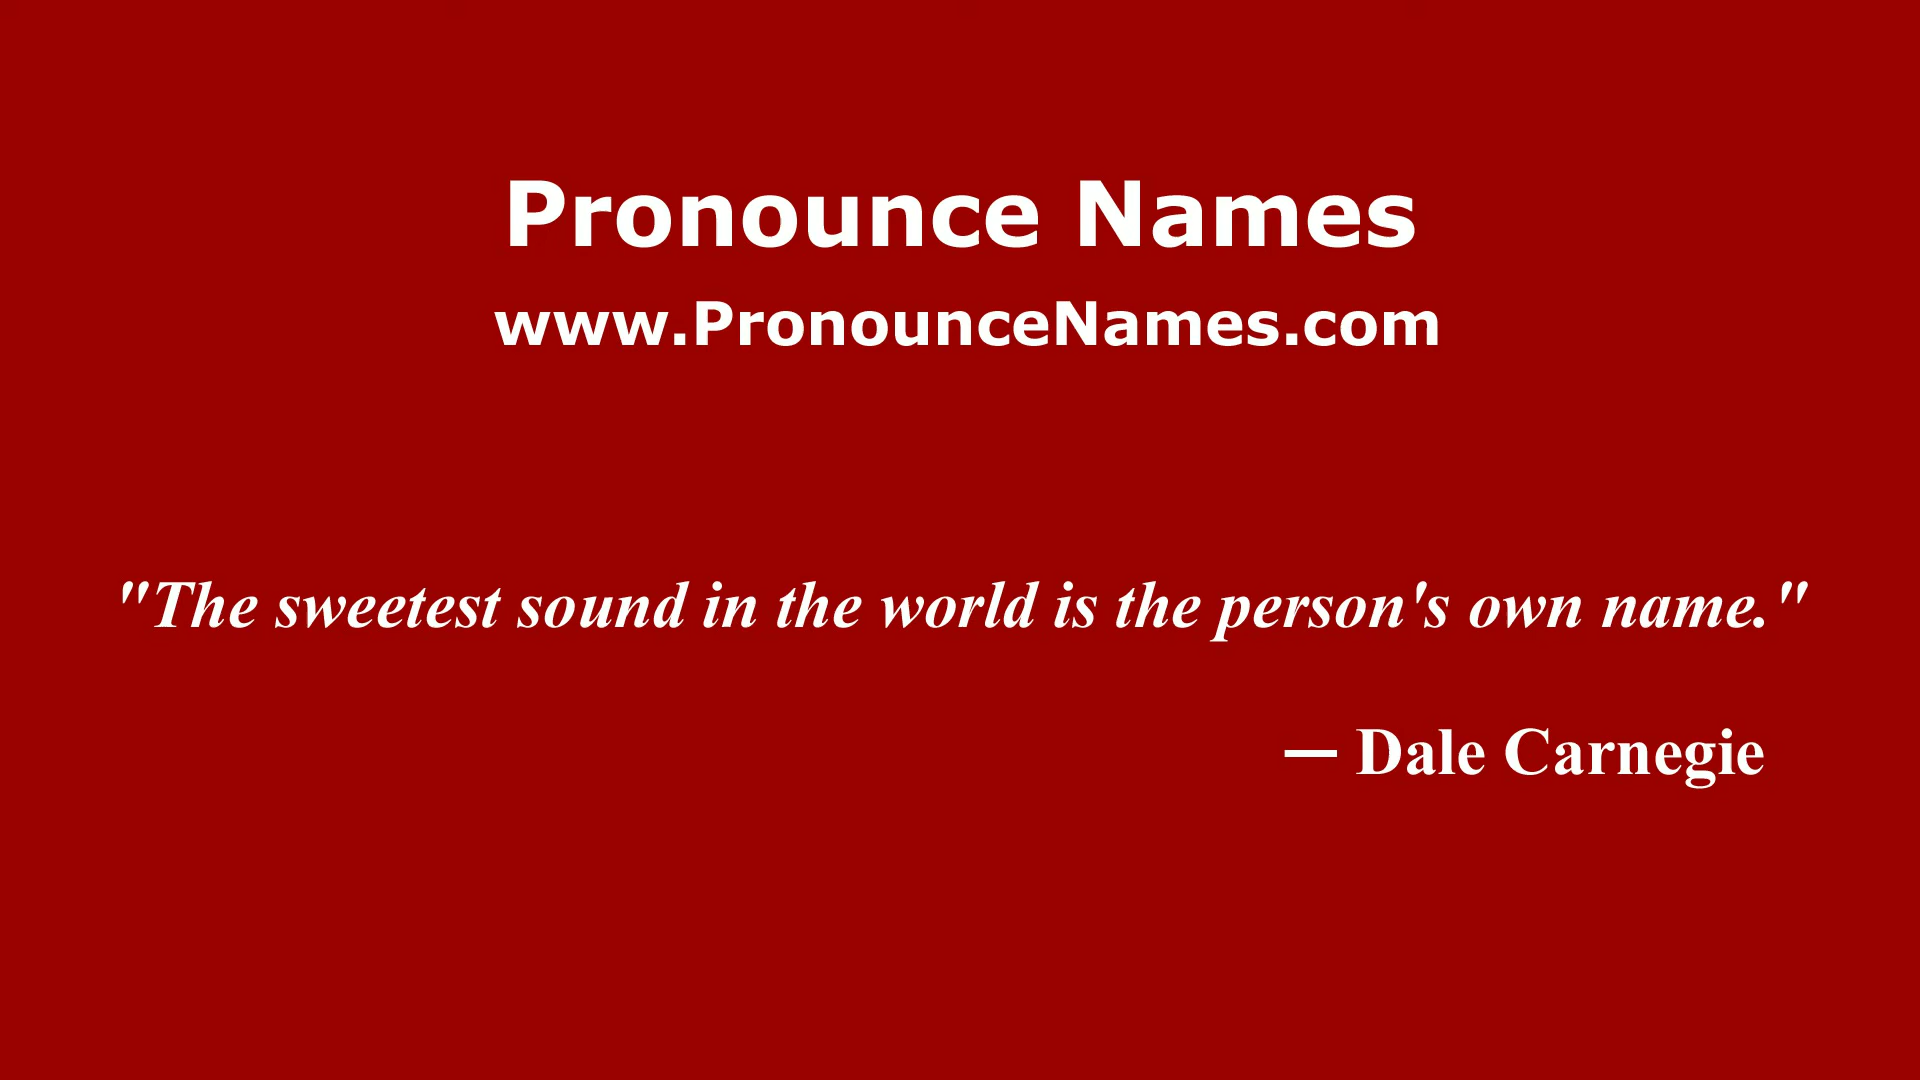 Pronounce Names
www.PronounceNames.com
"The sweetest sound in the world is the person's own name."
— Dale Carnegie